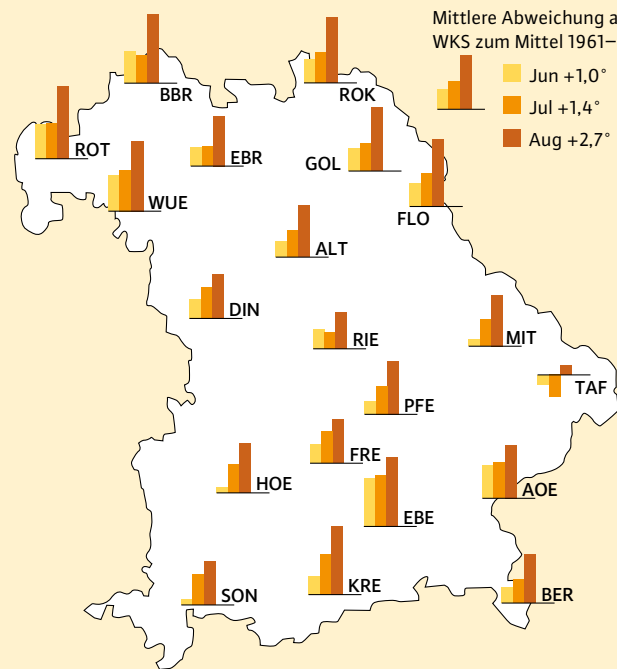 Mittlere Abweichung a
WKS zum Mittel 1961–
Jun +1,0°
Jul +1,4°
Aug +2,7°
BBR
ROK
ROT
EBR
GOL
WUE
FLO
ALT
DIN
RIE
MIT
TAF
PFE
FRE
HOE
AOE
EBE
SON
KRE
BER